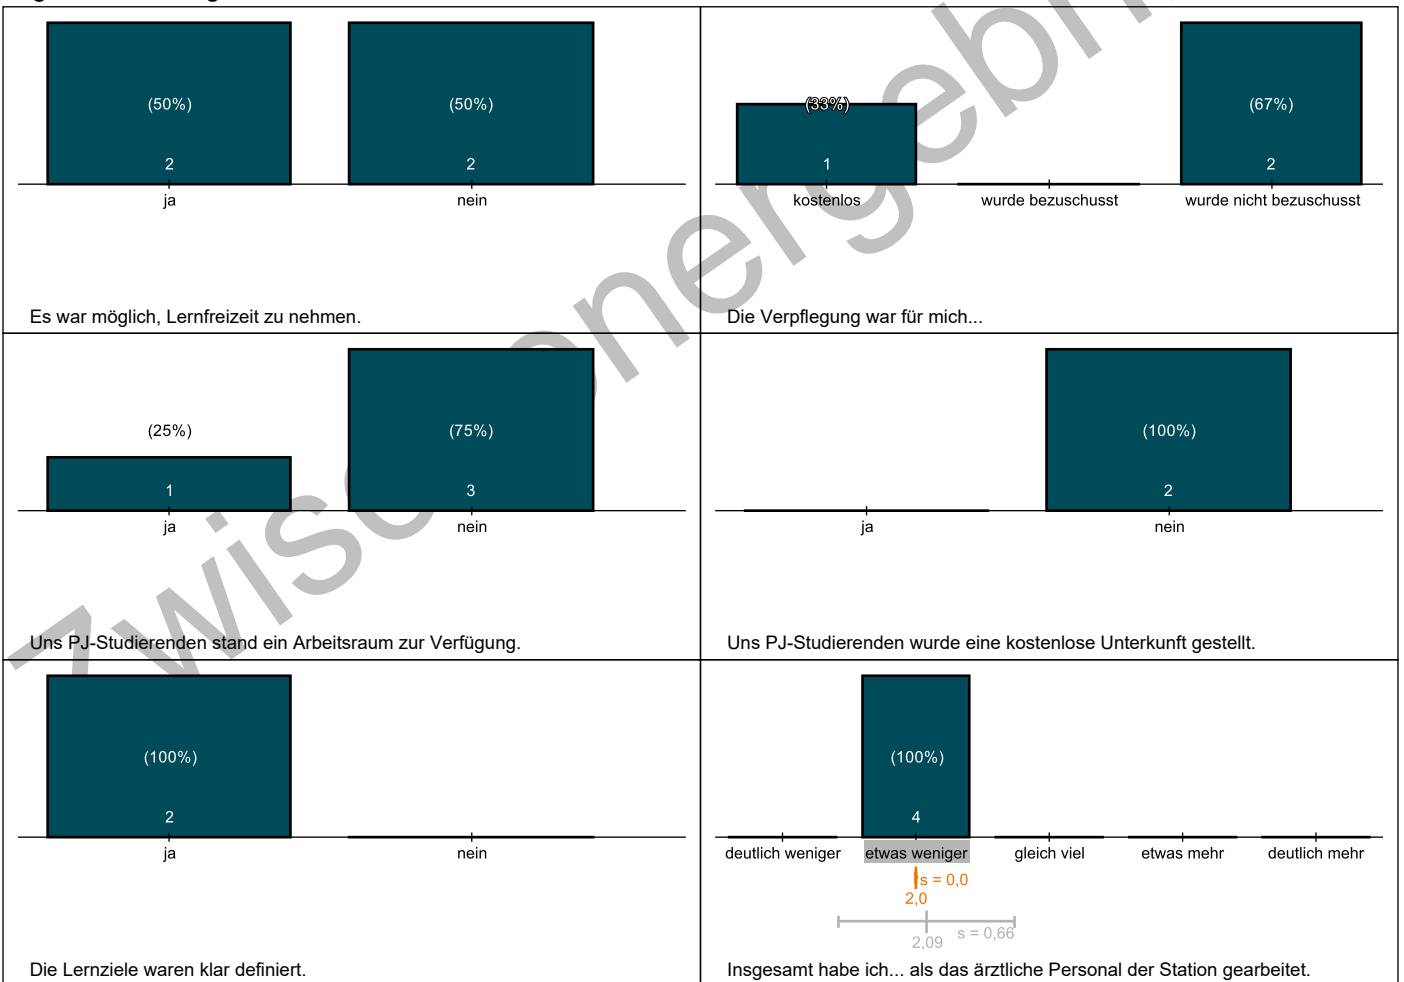 (50%)
(50%)
2
2
ja
nein
Es war möglich, Lernfreizeit zu nehmen.
(33%)
(67%)
1
2
kostenlos
wurde bezuschusst
wurde nicht bezuschusst
Die Verpflegung war für mich...
(25%)
(75%)
1
3
ja
nein
Uns PJ-Studierenden stand ein Arbeitsraum zur Verfügung.
(100%)
2
ja
nein
Uns PJ-Studierenden wurde eine kostenlose Unterkunft gestellt.
(100%)
2
ja
nein
Die Lernziele waren klar definiert.
(100%)
4
deutlich weniger
etwas weniger
gleich viel
etwas mehr
deutlich mehr
s = 0,0
2,0
s = 0,66
2,09
Insgesamt habe ich... als das ärztliche Personal der Station gearbeitet.